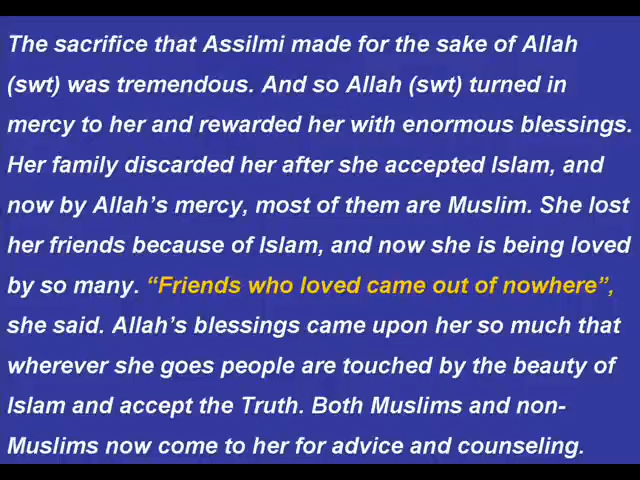 The sacrifice that Assilmi made for the sake of Allah
(swt) was tremendous. And so Allah (swt) turned in
mercy to her and rewarded her with enormous blessings.
Her family discarded her after she accepted Islam, and
now by Allah’s mercy, most of them are Muslim. She lost
her friends because of Islam, and now she is being loved
by so many. “Friends who loved came out of nowhere”,
she said. Allah’s blessings came upon her so much that
wherever she goes people are touched by the beauty of
Islam and accept the Truth. Both Muslims and non-
Muslims now come to her for advice and counseling.